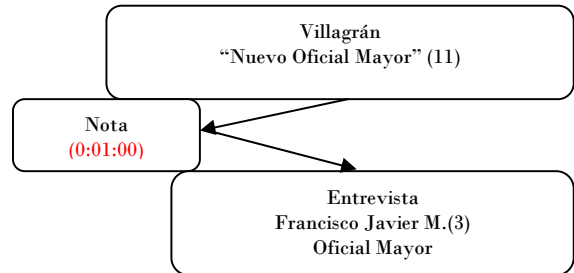 Villagrán
“Nuevo Oficial Mayor” (11)
Nota
(0:01:00)
Entrevista
Francisco Javier M.(3)
Oficial Mayor